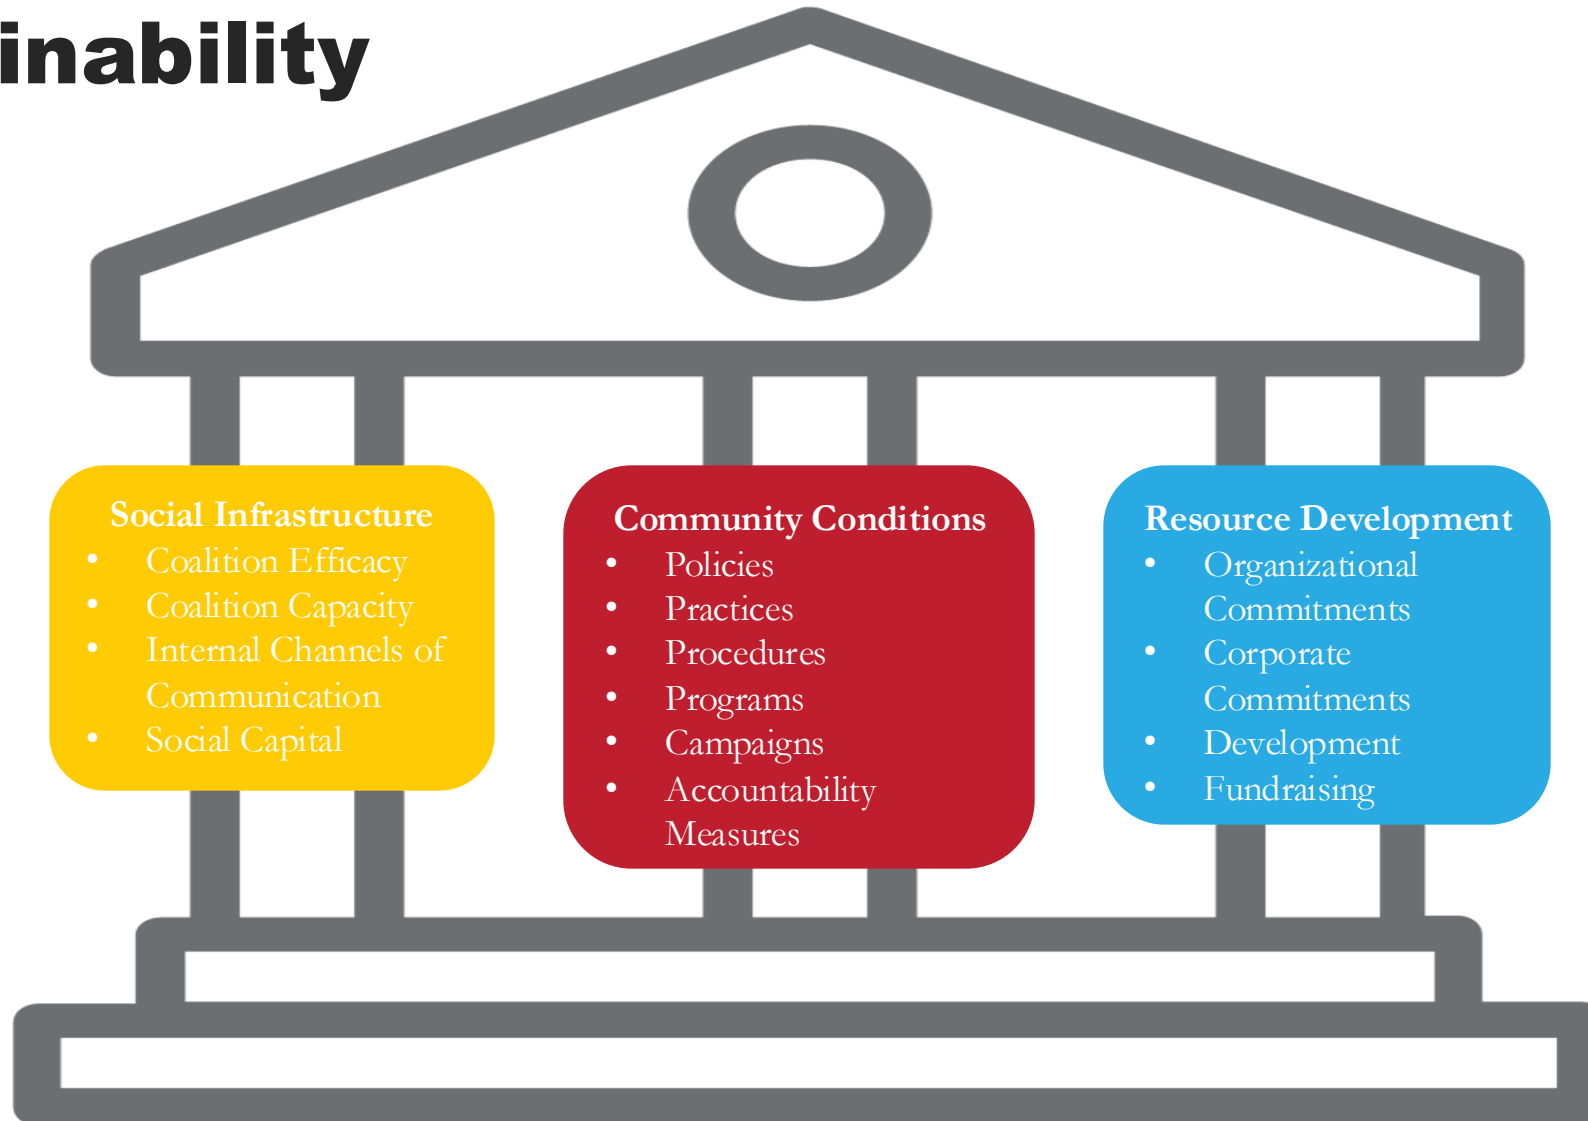 inability
Social Infrastructure
• Coalition Efficacy
• Coalition Capacity
• Internal Channels of
Communication
• Social Capital
Community Conditions
• Policies
• Practices
• Procedures
• Programs
• Campaigns
• Accountability
Measures
Resource Development
• Organizational
Commitments
• Corporate
Commitments
• Development
• Fundraising